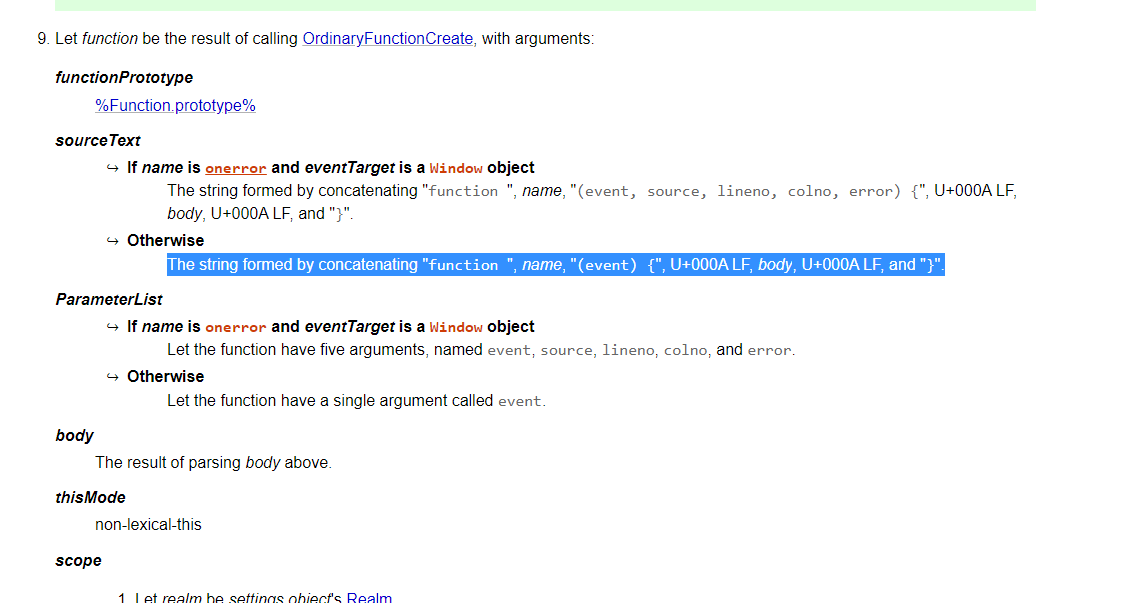 9. Let function be the result of calling OrdinaryFunctionCreate, with arguments:
functionPrototype
%Function.prototype%
sourceText
↪ If name is onerror and eventTarget is a Window object
The string formed by concatenating "function ", name, "(event, source, lineno, colno, error) {", U+000A LF,
body, U+000A LF, and "}".
↪ Otherwise
The string formed by concatenating "function ", name, "(event) {", U+000A LF, body, U+000A LF, and "}".
ParameterList
↪ If name is onerror and eventTarget is a Window object
Let the function have five arguments, named event, source, lineno, colno, and error.
↪ Otherwise
Let the function have a single argument called event.
body
The result of parsing body above.
thisMode
non-lexical-this
scope
1. Let realm be settings object's Realm